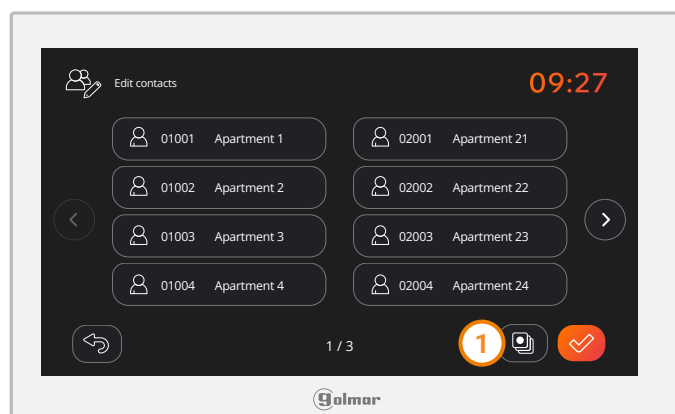 Edit contacts
09:27
01001 Apartment 1
02001 Apartment 21
01002 Apartment 2
02002 Apartment 22
01003 Apartment 3
02003 Apartment 23
01004 Apartment 4
02004 Apartment 24
1 / 3
1
golmar